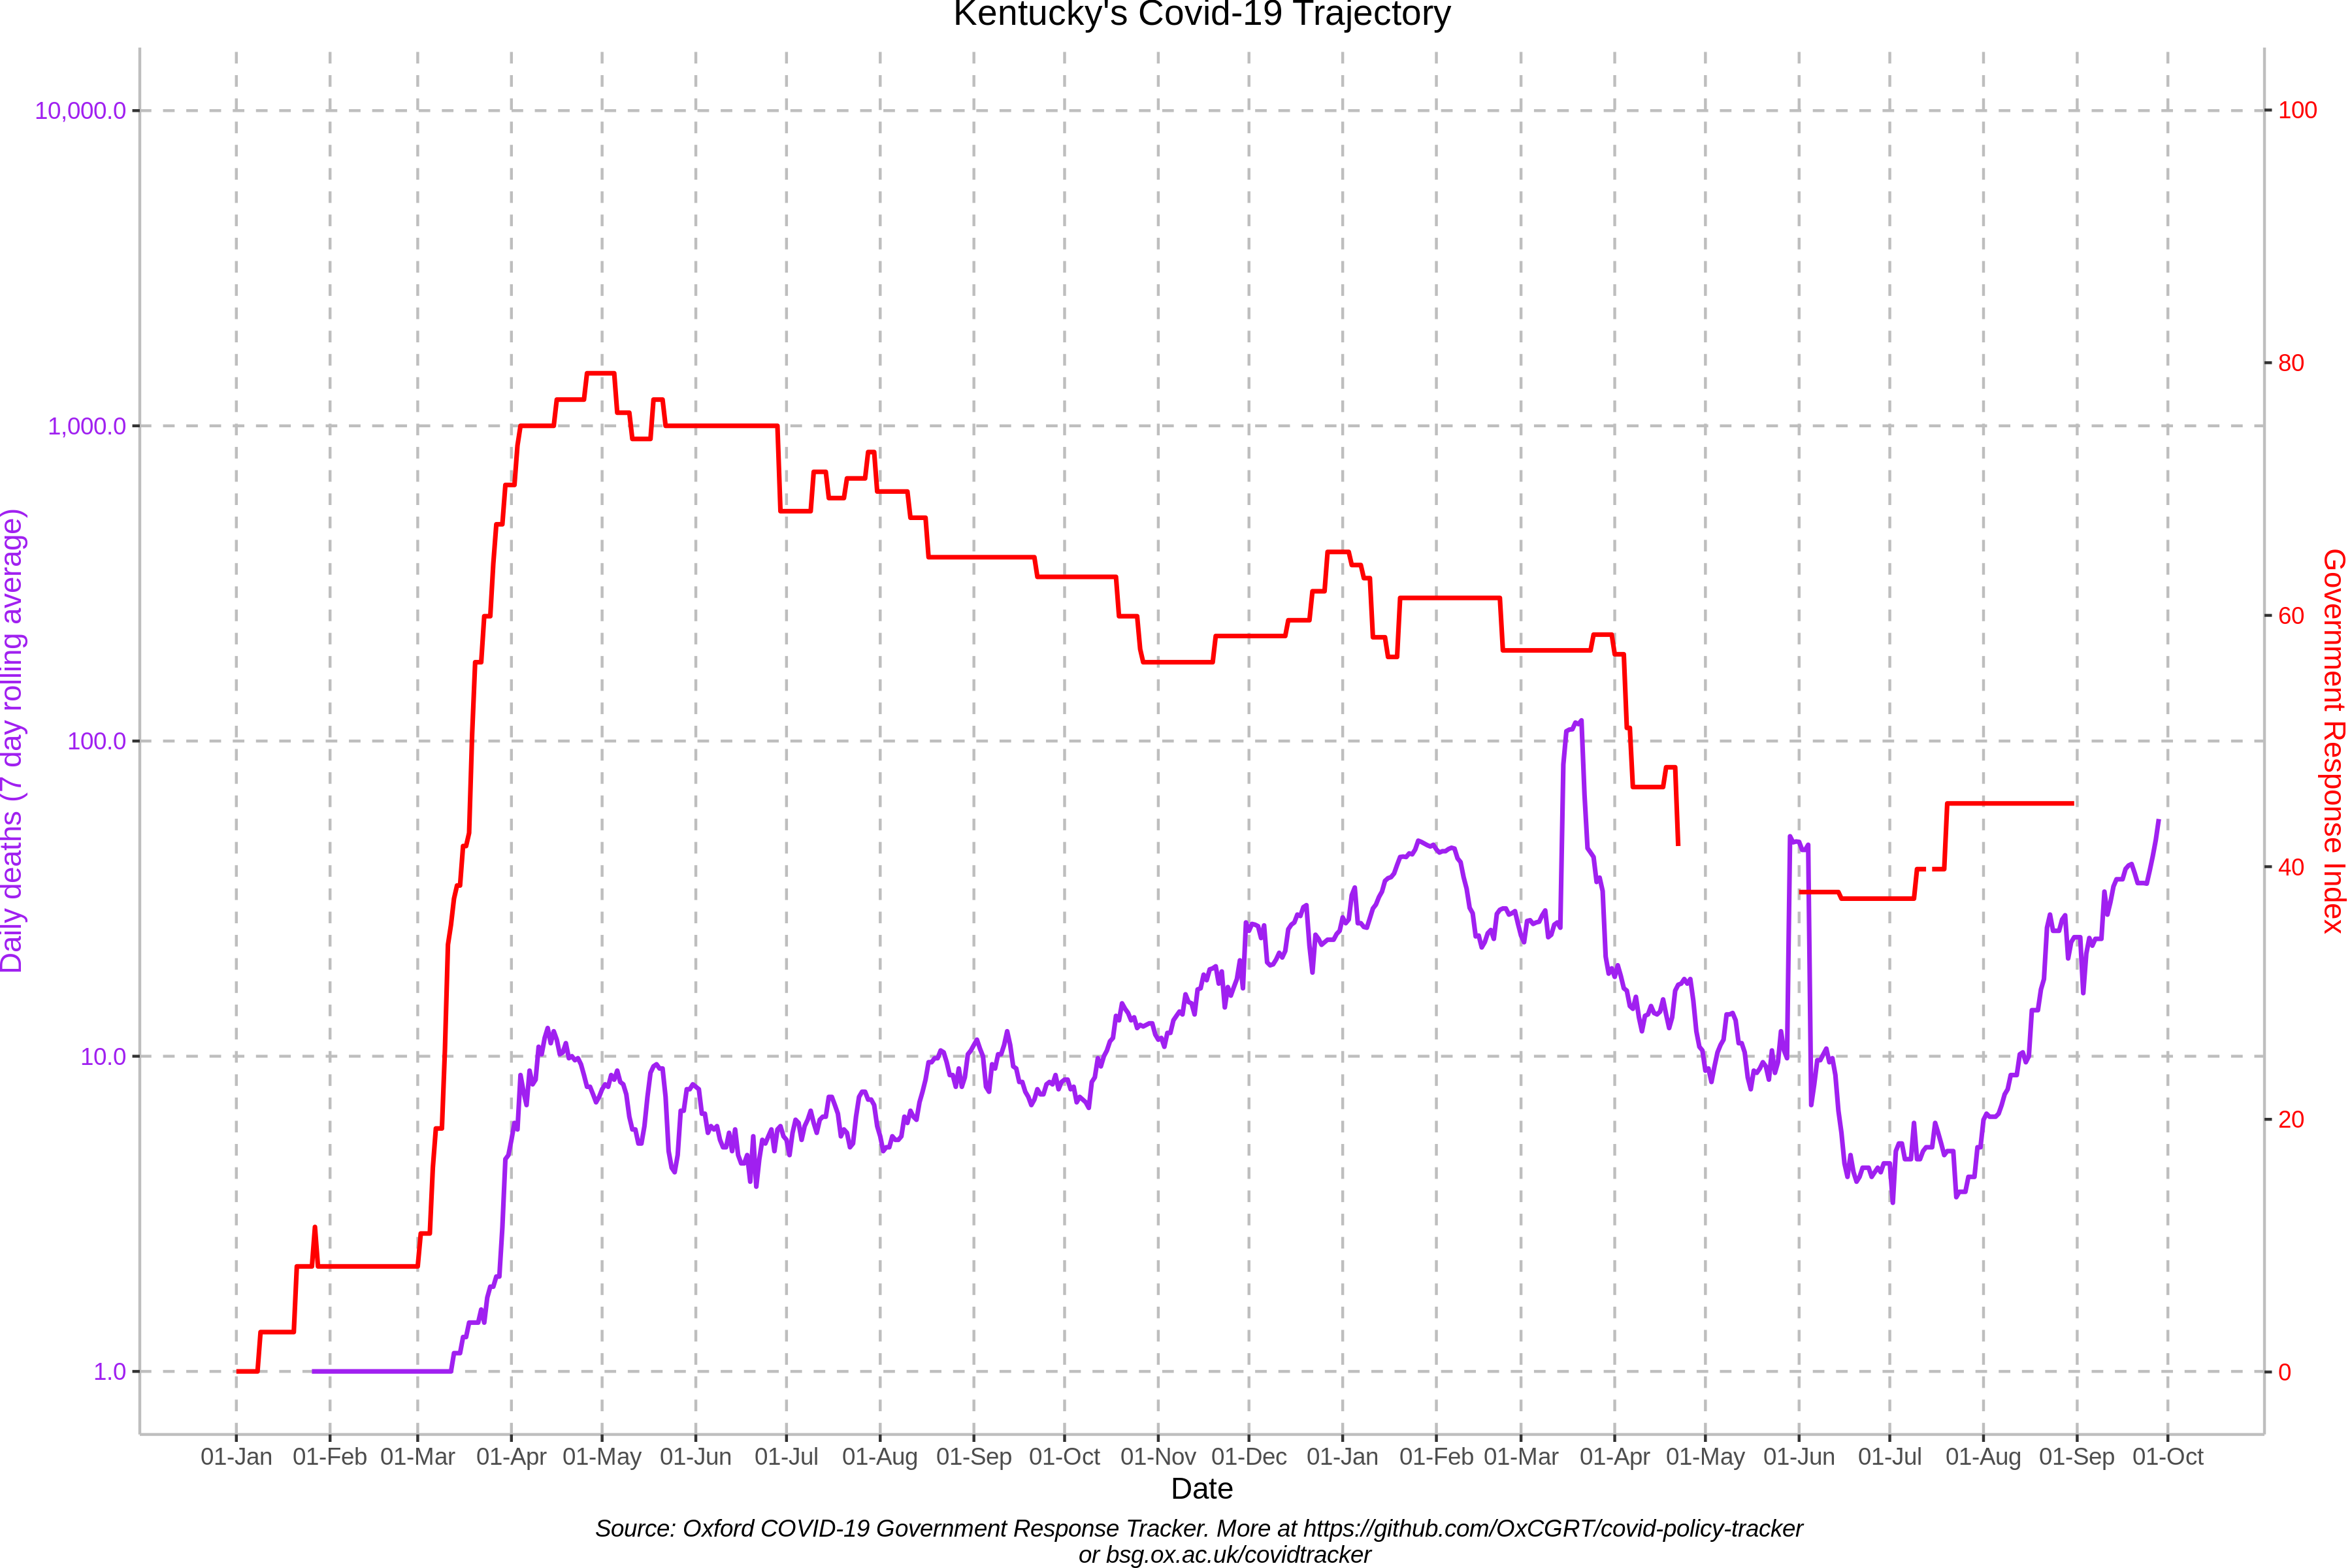 Kentucky's Covid-19 Trajectory
10,000.0
1,000.0
100.0
10.0
1.0
Daily deaths (7 day rolling average)
100
80
60
40
20
0
Government Response Index
01-Jan 01-Feb 01-Mar 01-Apr 01-May 01-Jun 01-Jul 01-Aug 01-Sep 01-Oct 01-Nov 01-Dec 01-Jan 01-Feb 01-Mar 01-Apr 01-May 01-Jun 01-Jul 01-Aug 01-Sep 01-Oct
Date
Source: Oxford COVID-19 Government Response Tracker. More at https://github.com/OxCGRT/covid-policy-tracker
or bsg.ox.ac.uk/covidtracker